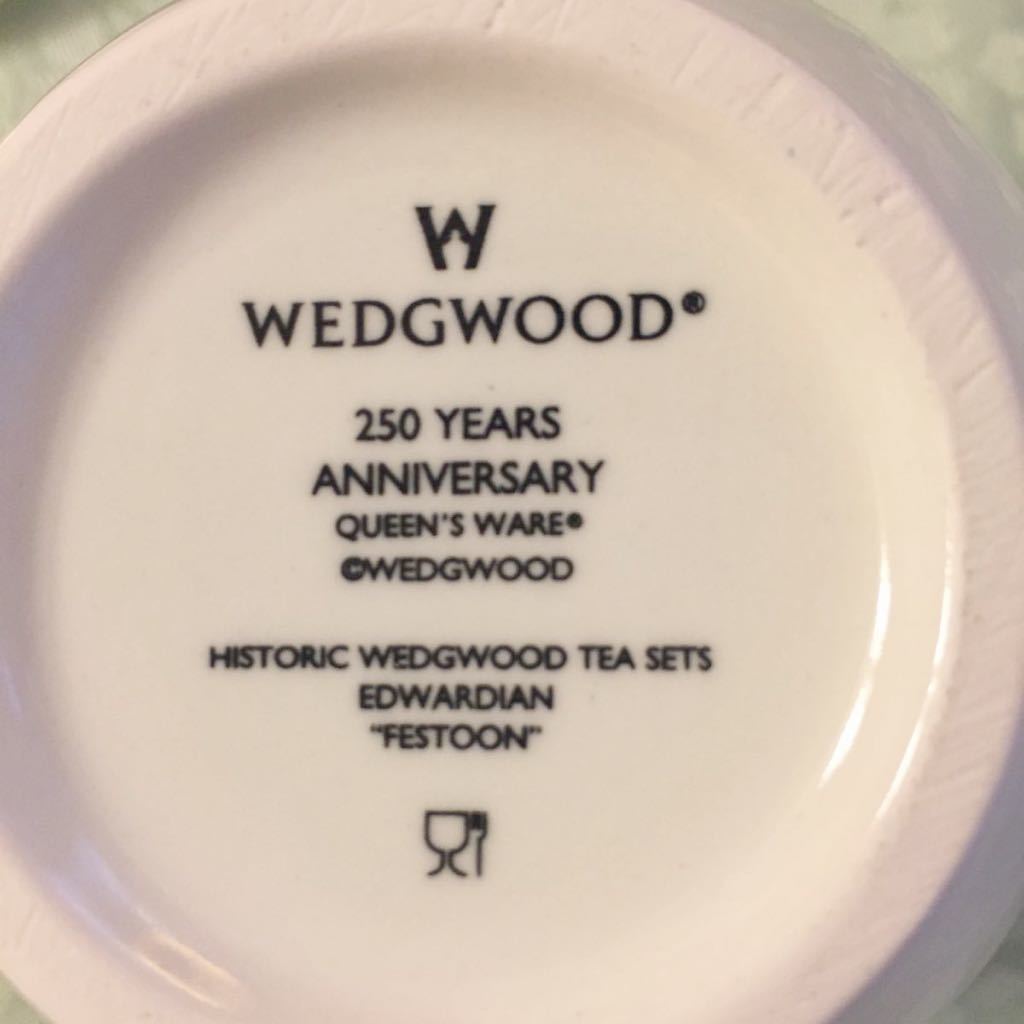 W
WEDGWOOD®
250 YEARS
ANNIVERSARY
QUEEN'S WARE®
©WEDGWOOD
HISTORIC WEDGWOOD TEA SETS
EDWARDIAN
"FESTOON"